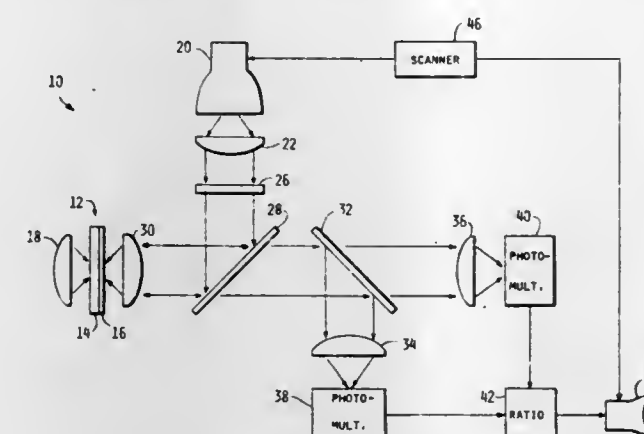 46
20
SCANNER
10
22
26
12
28
32
40
18
30
36
PHOTO-
MULT.
14 16
34
38
PHOTO-
MULT.
42
RATIO